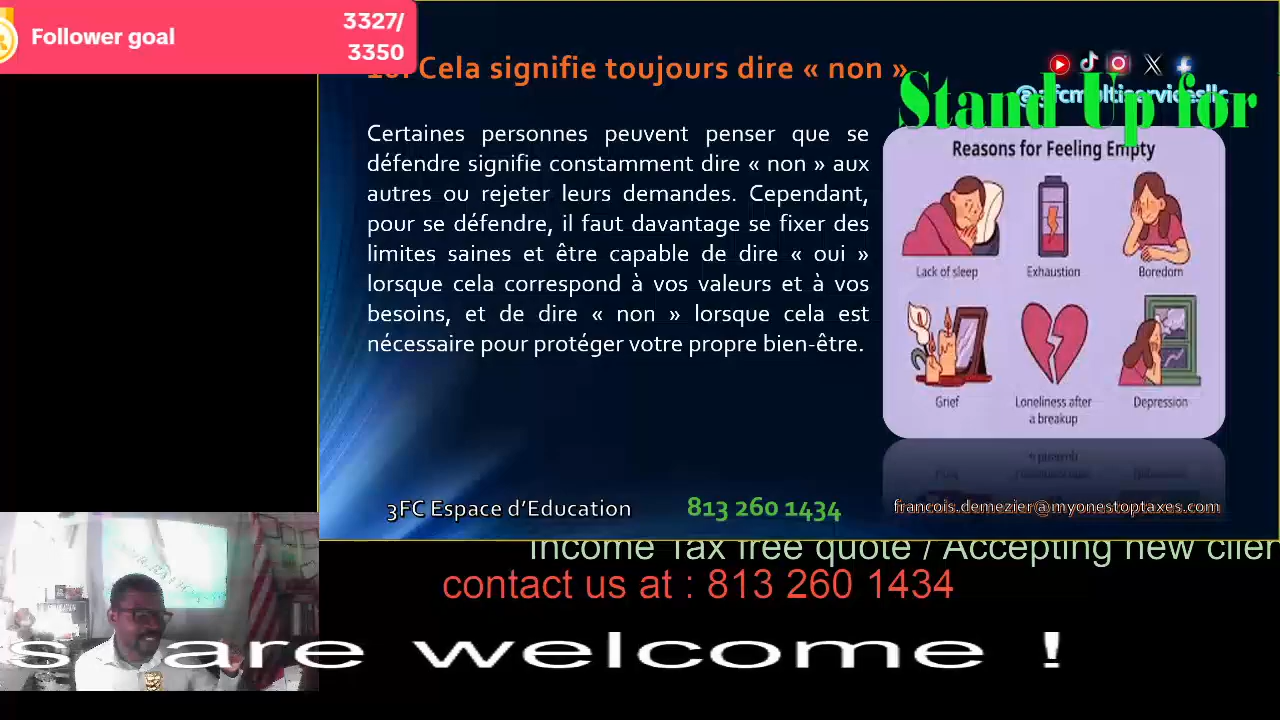 Follower goal
3327/
3350
10. Cela signifie toujours dire « non »
@3fcmultiservicesllc
Stand Up for
Certaines personnes peuvent penser que se
défendre signifie constamment dire « non » aux
autres ou rejeter leurs demandes. Cependant,
pour se défendre, il faut davantage se fixer des
limites saines et être capable de dire « oui »
lorsque cela correspond à vos valeurs et à vos
besoins, et de dire « non » lorsque cela est
nécessaire pour protéger votre propre bien-être.
Reasons for Feeling Empty
Lack of sleep
Exhaustion
Boredom
Grief
Loneliness after
a breakup
Depression
3FC Espace d’Education
813 260 1434
francois.demezier@myonestoptaxes.com
Income Tax free quote / Accepting new clien
contact us at : 813 260 1434
s are welcome !